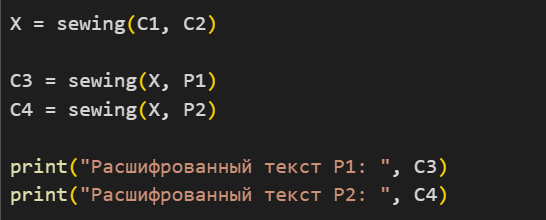 X = sewing(C1, C2)
C3 = sewing(X, P1)
C4 = sewing(X, P2)
print("Расшифрованный текст P1: ", C3)
print("Расшифрованный текст P2: ", C4)